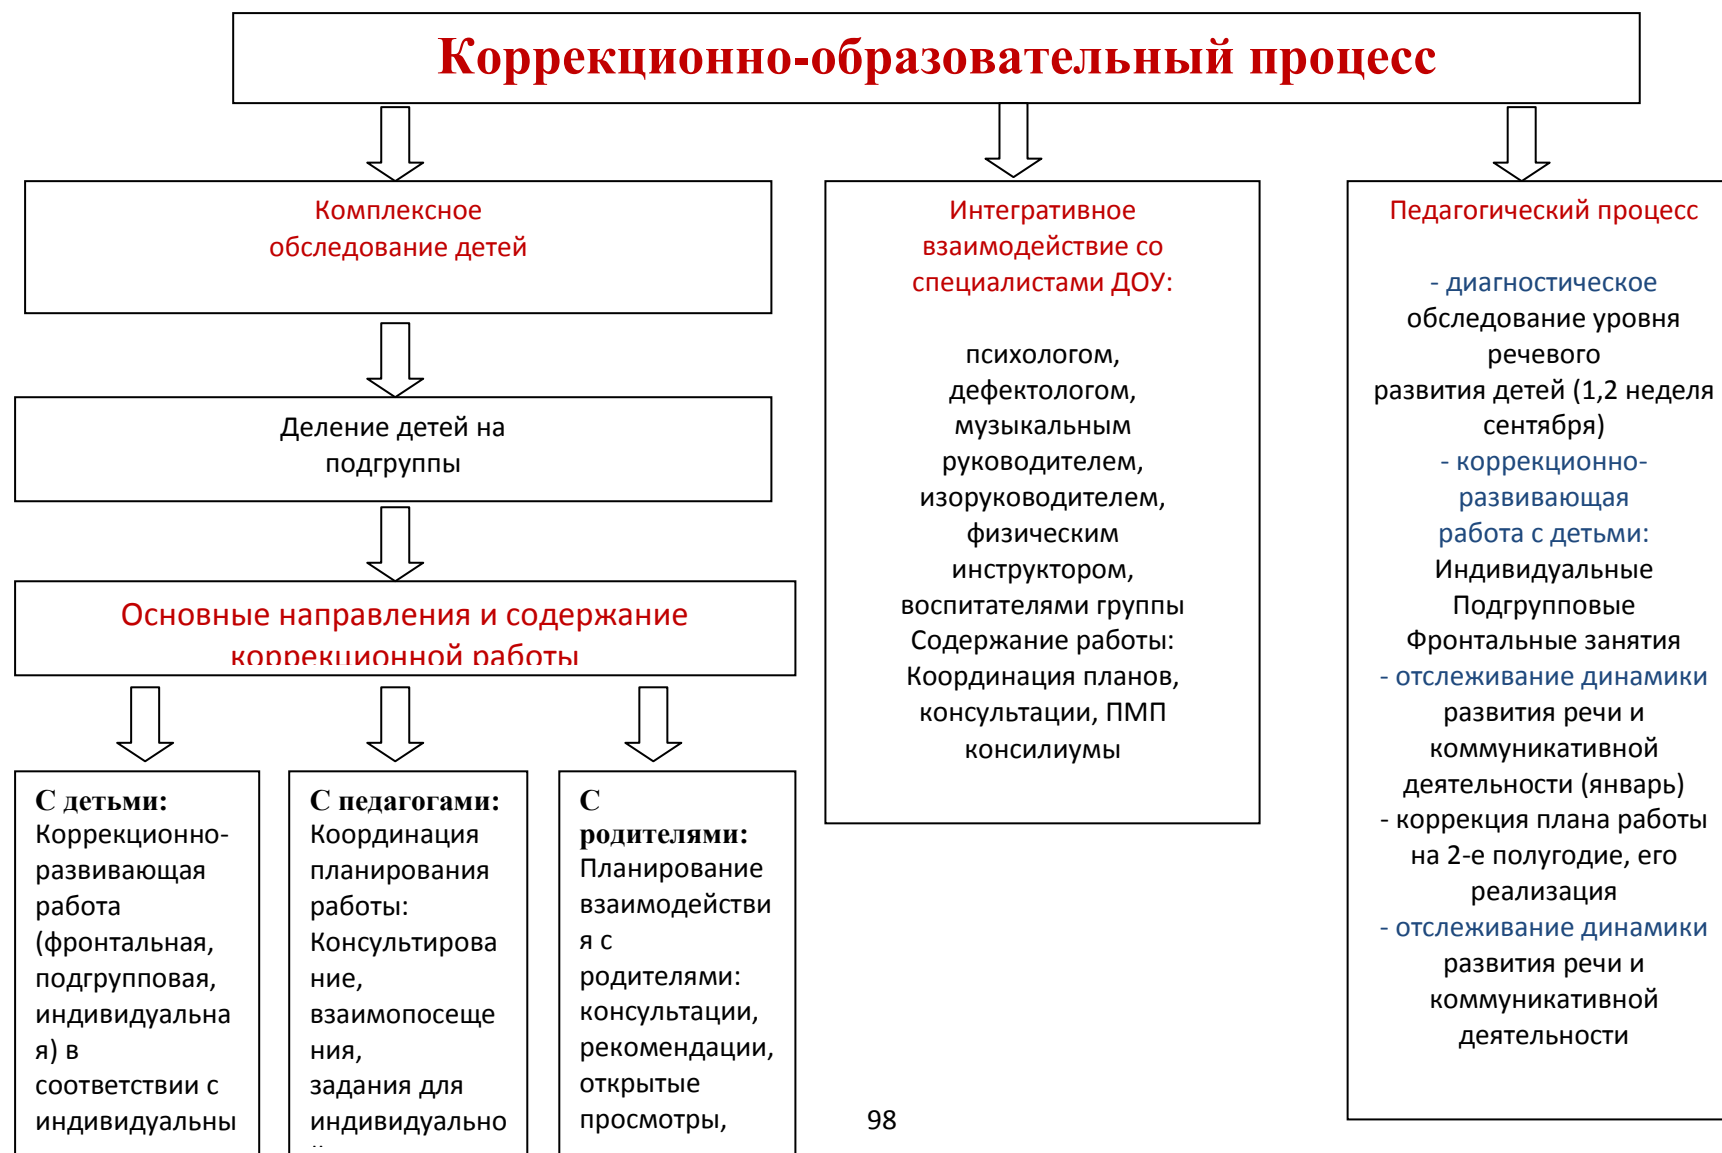 Коррекционно-образовательный процесс
Комплексное
обследование детей
Деление детей на
подгруппы
Основные направления и содержание
коррекционной работы
С детьми:
Коррекционно-
развивающая
работа
(фронтальная,
подгрупповая,
индивидуальна
я) в
соответствии с
индивидуальны
С педагогами:
Координация
планирования
работы:
Консультирова
ние,
взаимопосеще
ния,
задания для
индивидуально
С
родителями:
Планирование
взаимодействи
я с
родителями:
консультации,
рекомендации,
открытые
просмотры,
Интегративное
взаимодействие со
специалистами ДОУ:
психологом,
дефектологом,
музыкальным
руководителем,
изоруководителем,
физическим
инструктором,
воспитателями группы
Содержание работы:
Координация планов,
консультации, ПМП
консилиумы
Педагогический процесс
- диагностическое
обследование уровня
речевого
развития детей (1,2 неделя
сентября)
- коррекционно-
развивающая
работа с детьми:
Индивидуальные
Подгрупповые
Фронтальные занятия
- отслеживание динамики
развития речи и
коммуникативной
деятельности (январь)
- коррекция плана работы
на 2-е полугодие, его
реализация
- отслеживание динамики
развития речи и
коммуникативной
деятельности
98